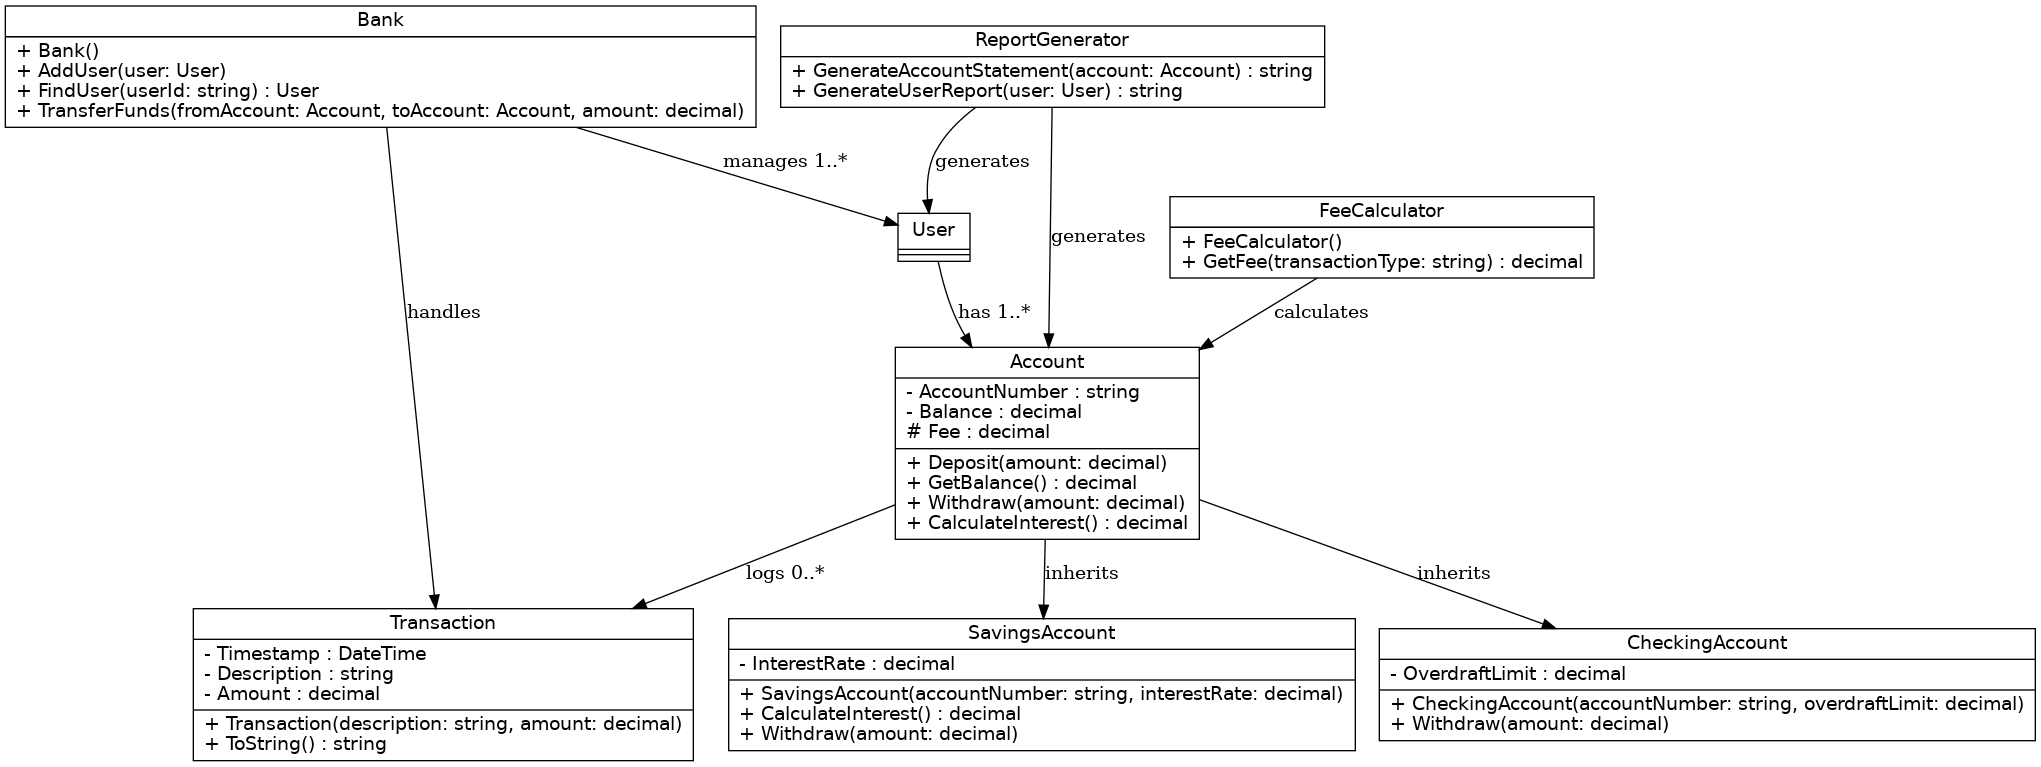 Bank
+ Bank()
+ AddUser(user: User)
+ FindUser(userId: string) : User
+ TransferFunds(fromAccount: Account, toAccount: Account, amount: decimal)
ReportGenerator
+ GenerateAccountStatement(account: Account) : string
+ GenerateUserReport(user: User) : string
manages 1..*
generates
User
generates
FeeCalculator
+ FeeCalculator()
+ GetFee(transactionType: string) : decimal
handles
has 1..*
calculates
Account
- AccountNumber : string
- Balance : decimal
# Fee : decimal
+ Deposit(amount: decimal)
+ GetBalance() : decimal
+ Withdraw(amount: decimal)
+ CalculateInterest() : decimal
logs 0..*
inherits
inherits
Transaction
- Timestamp : DateTime
- Description : string
- Amount : decimal
+ Transaction(description: string, amount: decimal)
+ ToString() : string
SavingsAccount
- InterestRate : decimal
+ SavingsAccount(accountNumber: string, interestRate: decimal)
+ CalculateInterest() : decimal
+ Withdraw(amount: decimal)
CheckingAccount
- OverdraftLimit : decimal
+ CheckingAccount(accountNumber: string, overdraftLimit: decimal)
+ Withdraw(amount: decimal)